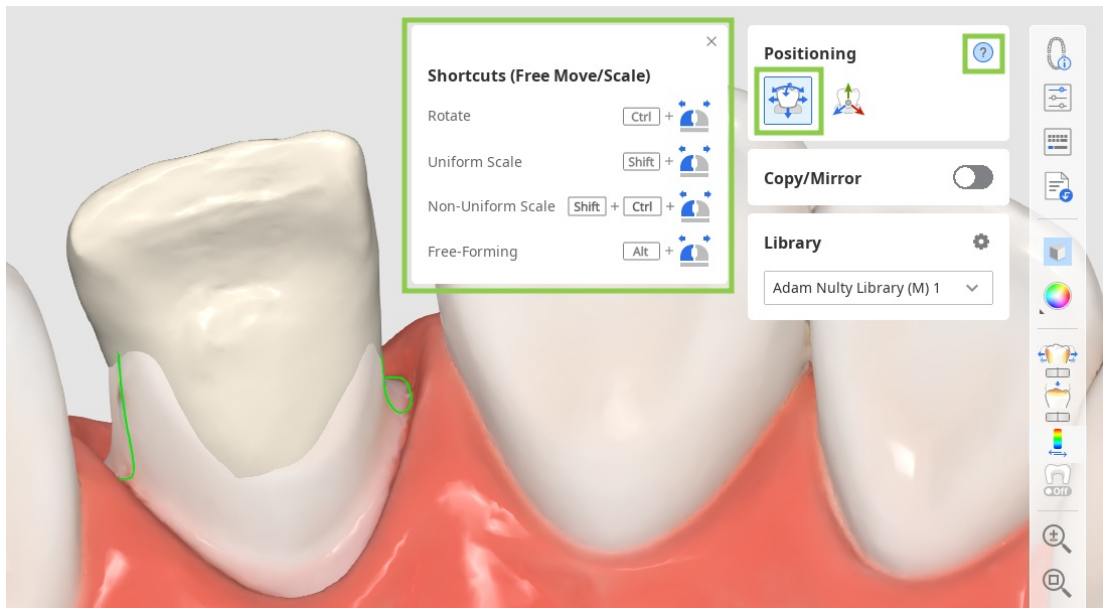 ×
Shortcuts (Free Move/Scale)
Rotate Ctrl +
Uniform Scale Shift +
Non-Uniform Scale Shift + Ctrl +
Free-Forming Alt +
Positioning ?
Copy/Mirror
Library
Adam Nulty Library (M) 1
Off